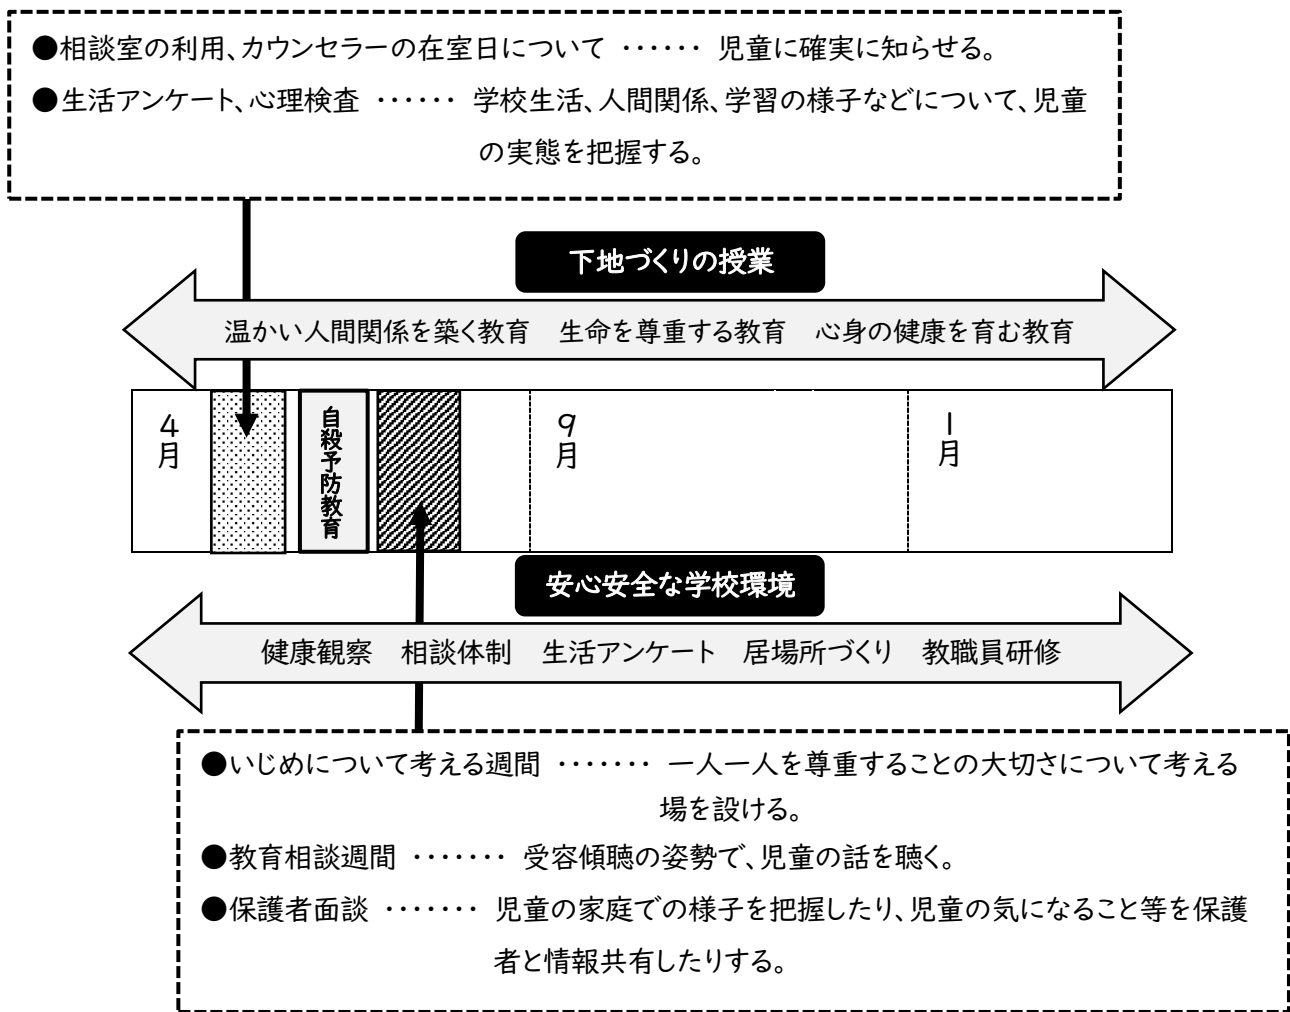 ●相談室の利用、カウンセラーの在室日について ‥‥‥ 児童に確実に知らせる。
●生活アンケート、心理検査 ‥‥‥ 学校生活、人間関係、学習の様子などについて、児童
の実態を把握する。
下地づくりの授業
温かい人間関係を築く教育　生命を尊重する教育　心身の健康を育む教育
4月
自殺予防教育
9月
1月
安心安全な学校環境
健康観察　相談体制　生活アンケート　居場所づくり　教職員研修
●いじめについて考える週間 ‥‥‥‥ 一人一人を尊重することの大切さについて考える
場を設ける。
●教育相談週間 ‥‥‥‥ 受容傾聴の姿勢で、児童の話を聴く。
●保護者面談 ‥‥‥‥ 児童の家庭での様子を把握したり、児童の気になること等を保護
者と情報共有したりする。